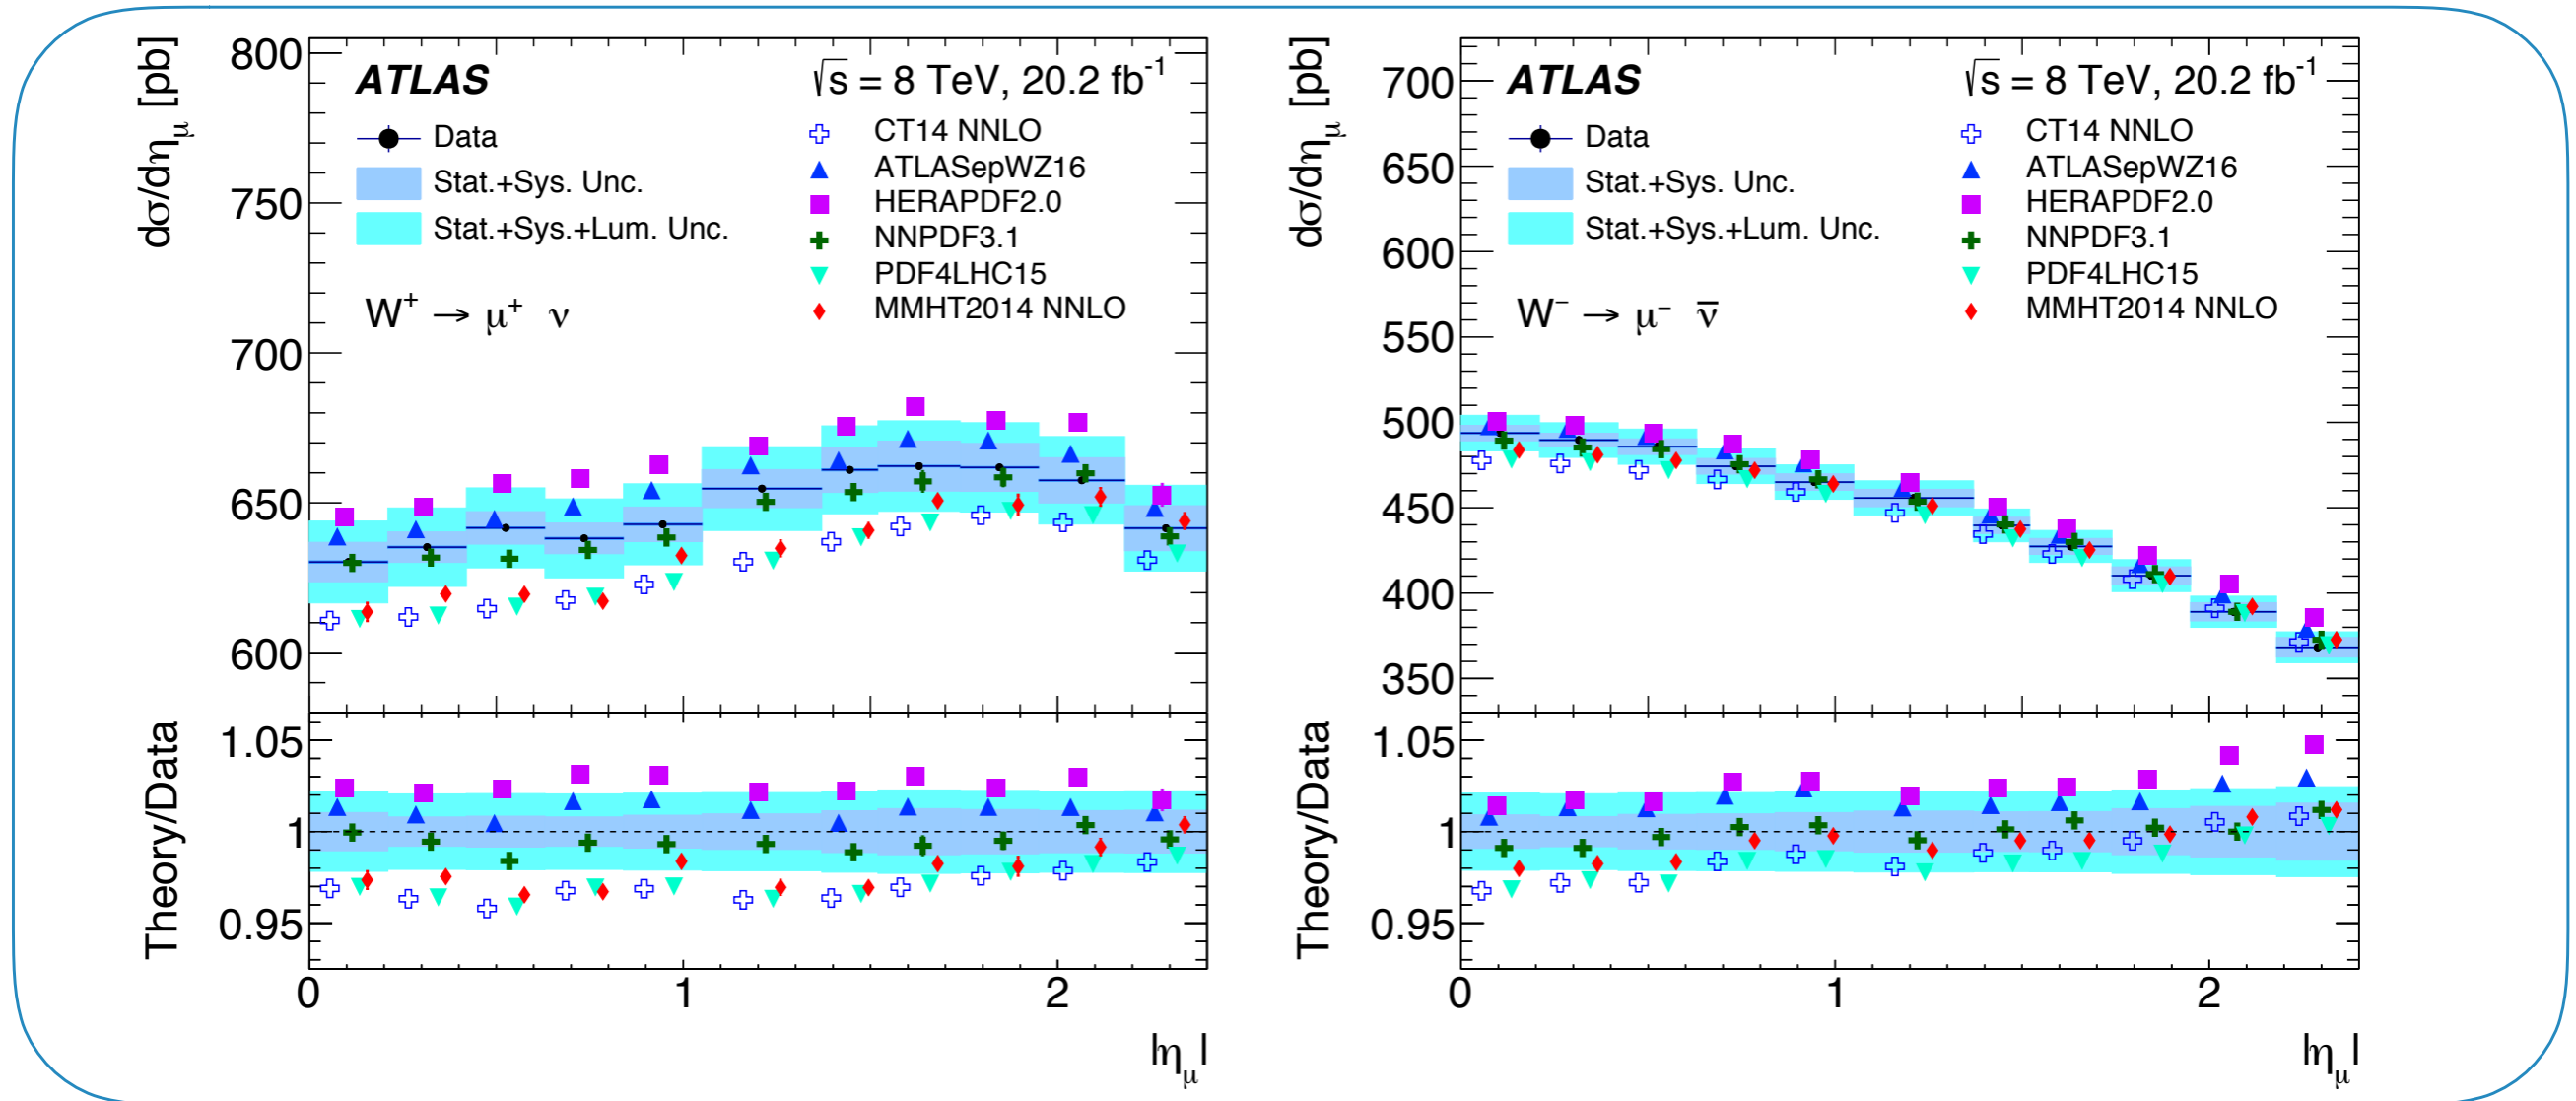 dσ/dη_μ [pb]
800
750
700
650
600
ATLAS
√s = 8 TeV, 20.2 fb⁻¹
Data
Stat.+Sys. Unc.
Stat.+Sys.+Lum. Unc.
CT14 NNLO
ATLASepWZ16
HERAPDF2.0
NNPDF3.1
PDF4LHC15
MMHT2014 NNLO
W⁺ → μ⁺ ν
Theory/Data
1.05
1
0.95
0 1 2
|η_μ|
dσ/dη_μ [pb]
700
650
600
550
500
450
400
350
ATLAS
√s = 8 TeV, 20.2 fb⁻¹
Data
Stat.+Sys. Unc.
Stat.+Sys.+Lum. Unc.
CT14 NNLO
ATLASepWZ16
HERAPDF2.0
NNPDF3.1
PDF4LHC15
MMHT2014 NNLO
W⁻ → μ⁻ ν̄
Theory/Data
1.05
1
0.95
0 1 2
|η_μ|